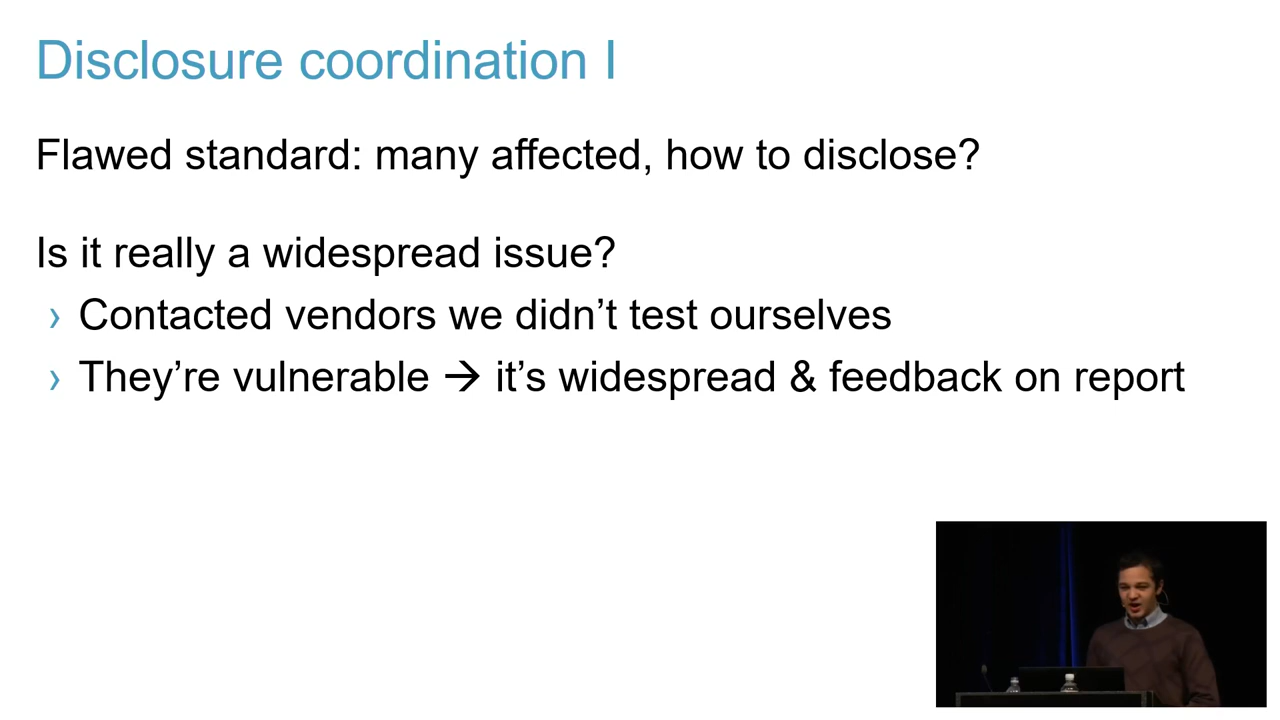 Disclosure coordination I
Flawed standard: many affected, how to disclose?
Is it really a widespread issue?
› Contacted vendors we didn’t test ourselves
› They’re vulnerable → it’s widespread & feedback on report